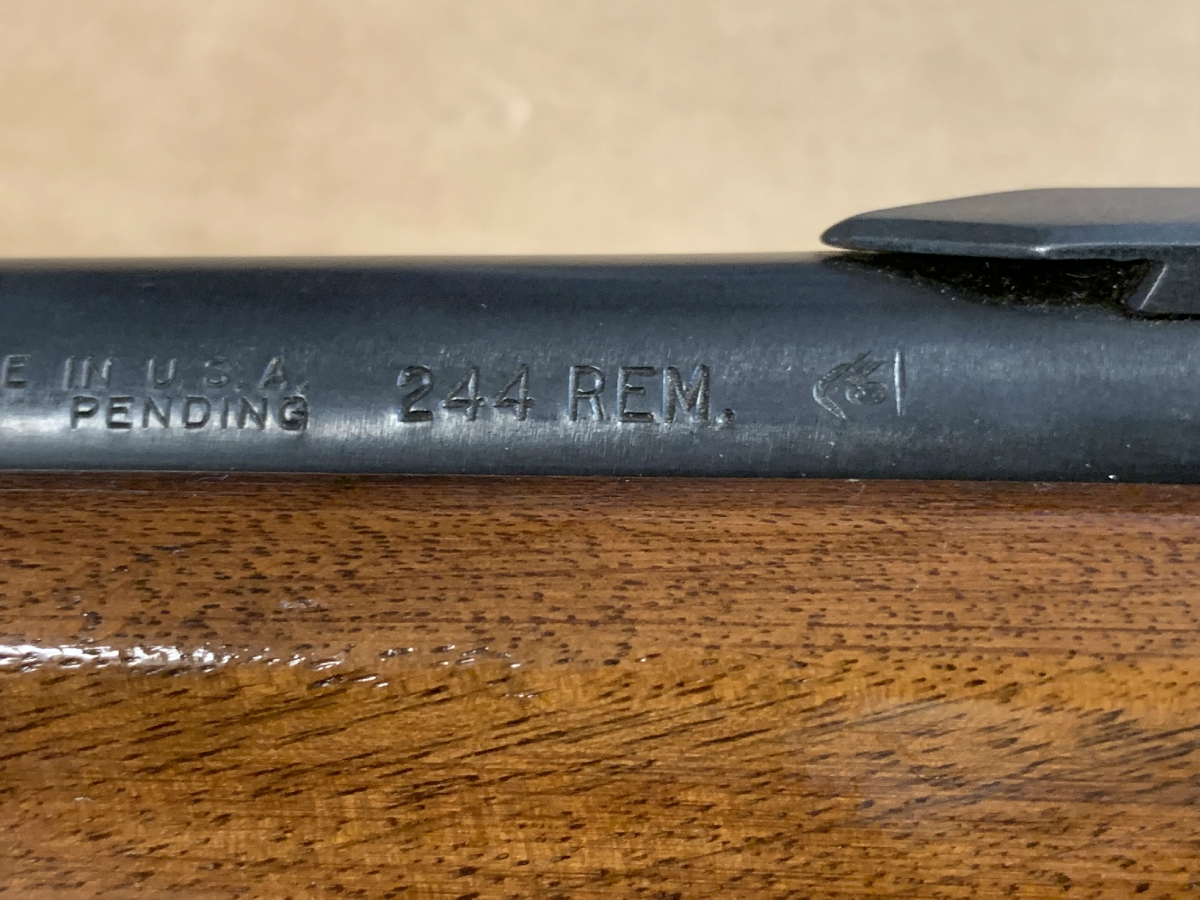 E IN U.S.A.
PENDING
244 REM.